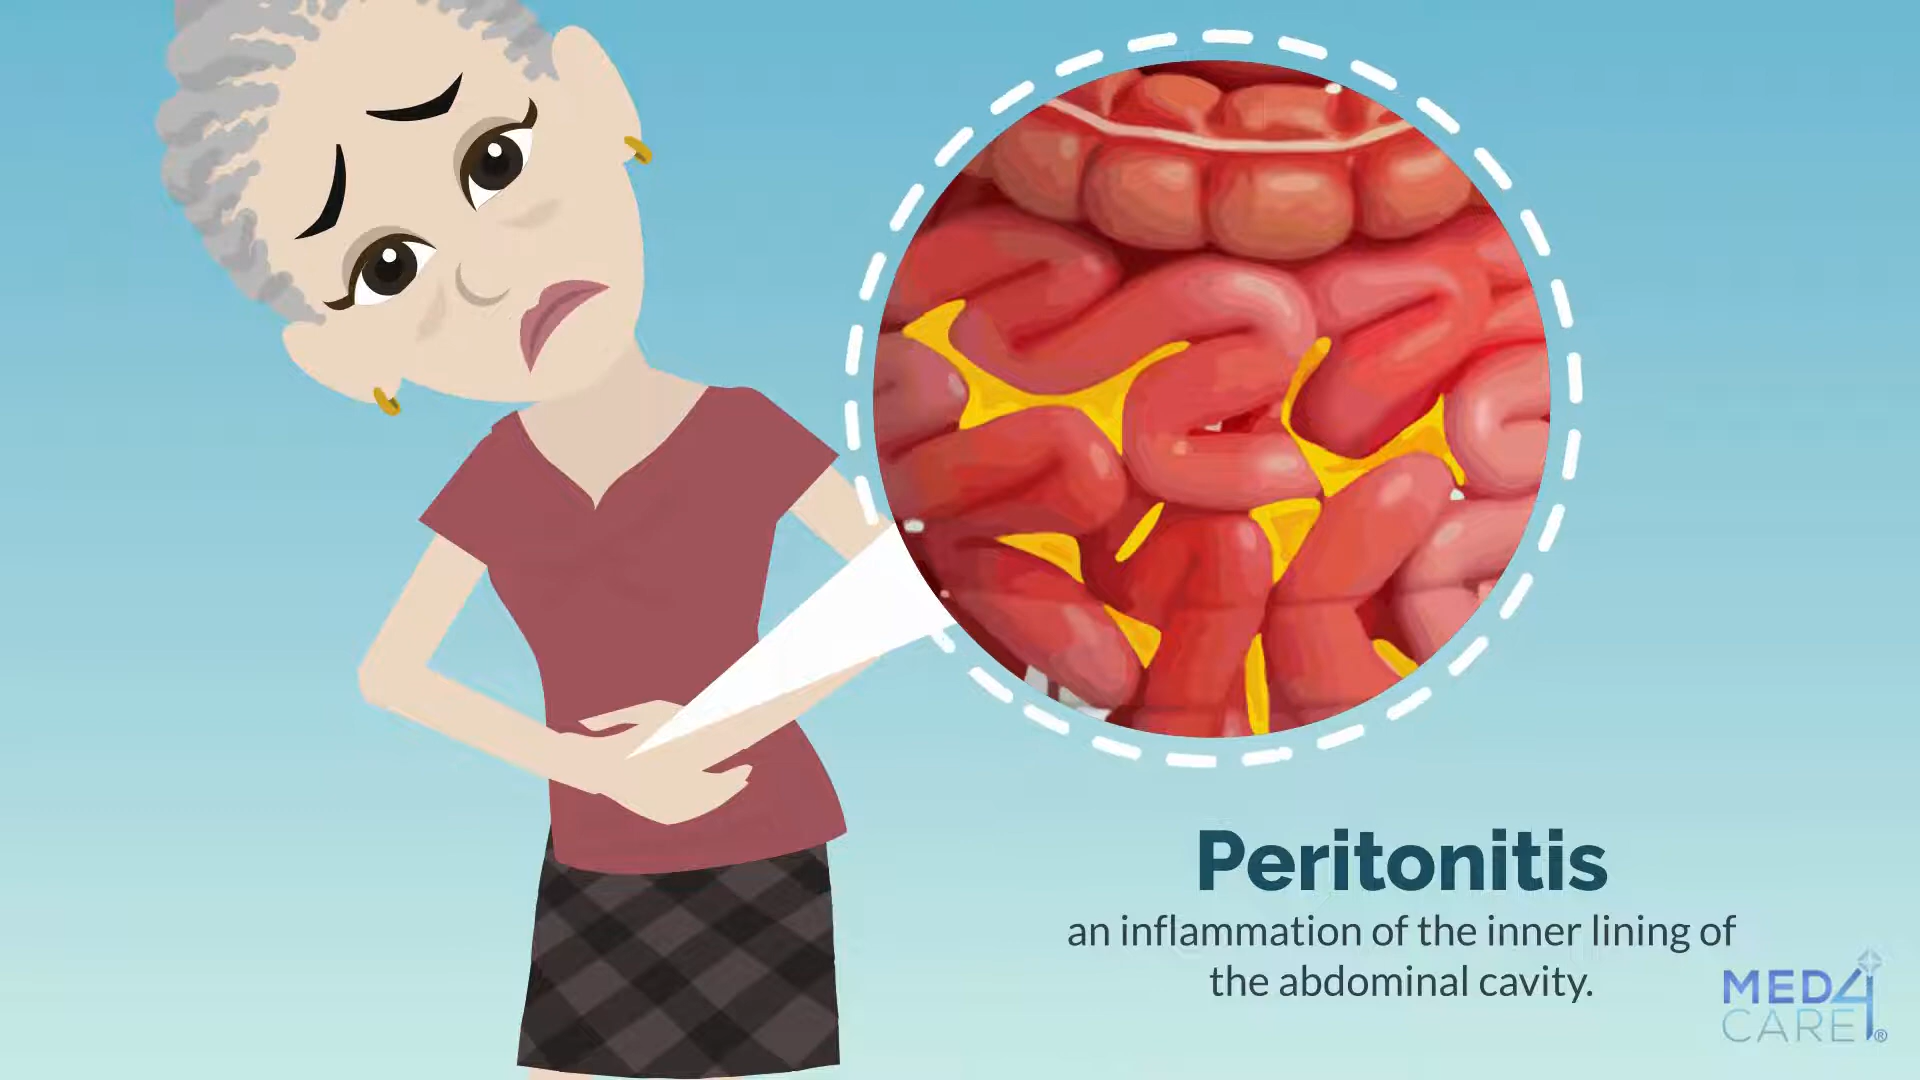 Peritonitis
an inflammation of the inner lining of
the abdominal cavity.
MED4
CARE®